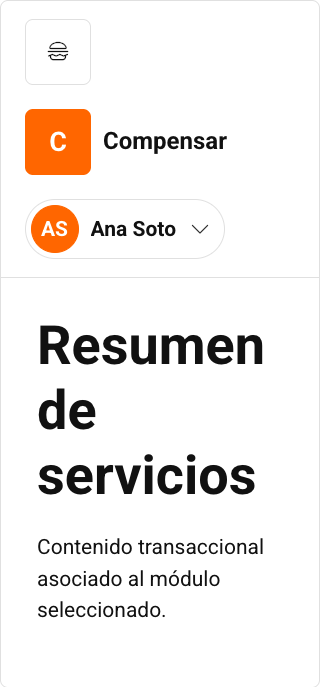 C
Compensar
AS
Ana Soto
Resumen
de
servicios
Contenido transaccional
asociado al módulo
seleccionado.